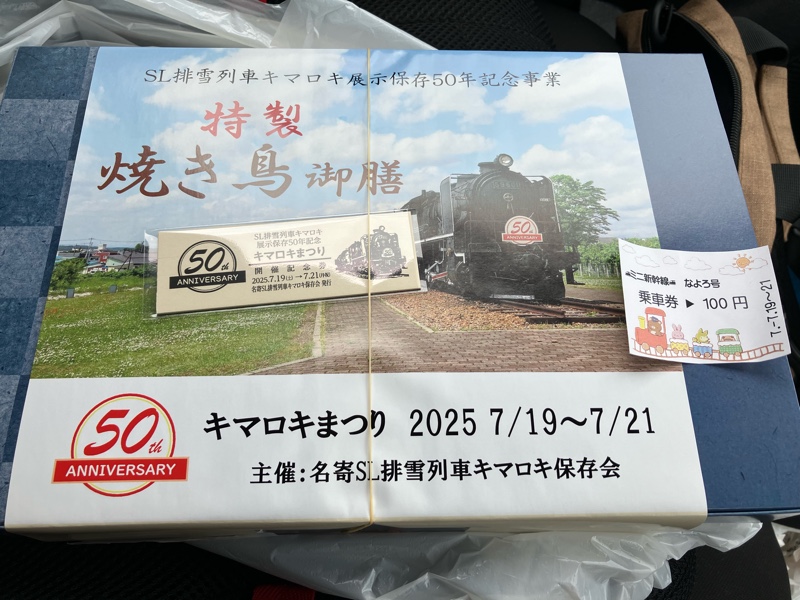 SL排雪列車キマロキ展示保存50年記念事業
特製
焼き鳥御膳
50th
ANNIVERSARY
SL排雪列車キマロキ
展示保存50年記念
キマロキまつり
開催記念券
2025.7.19(土)→7.21(月祝)
名寄SL排雪列車キマロキ保存会 発行
50th
ANNIVERSARY
ミニ新幹線 なよろ号
乗車券 ▶ 100円
7.19〜
50th
ANNIVERSARY
キマロキまつり 2025 7/19〜7/21
主催:名寄SL排雪列車キマロキ保存会